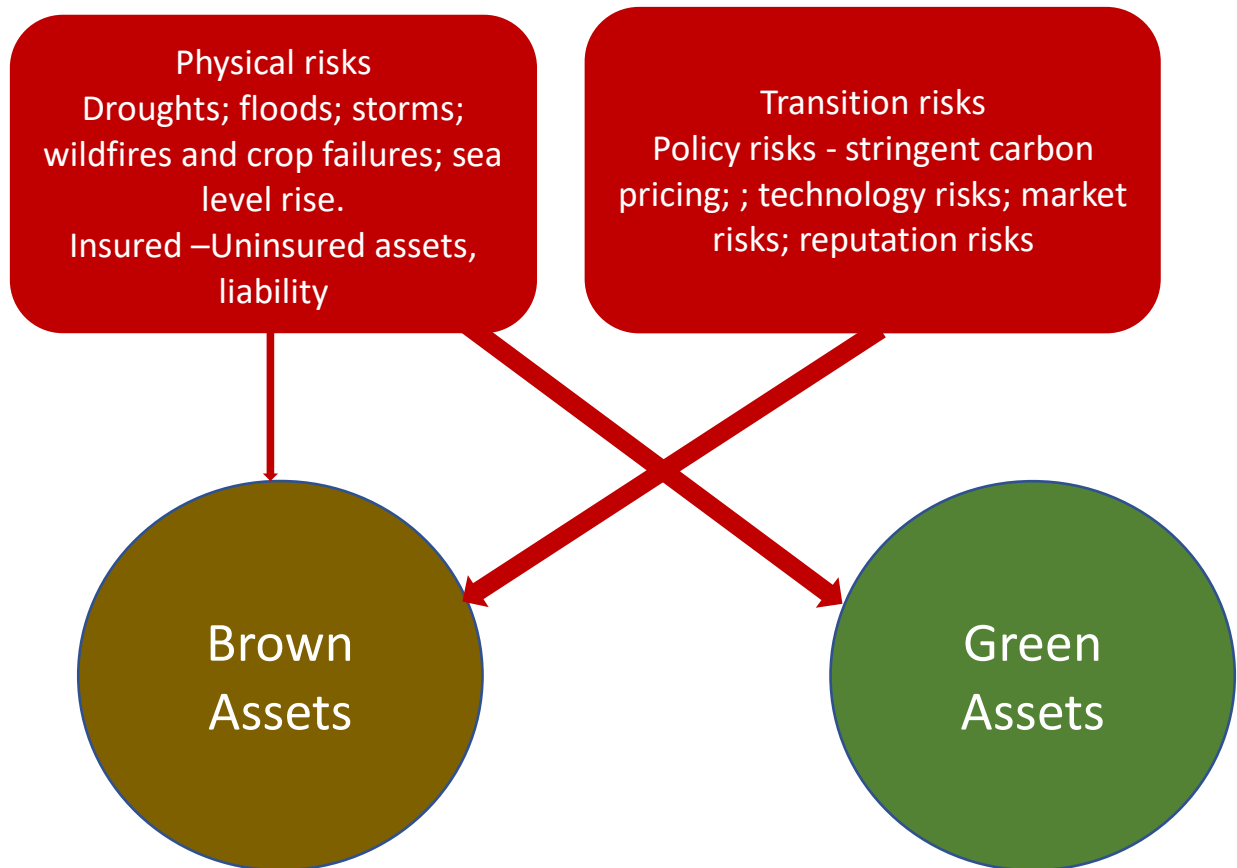 Physical risks
Droughts; floods; storms;
wildfires and crop failures; sea
level rise.
Insured –Uninsured assets,
liability
Transition risks
Policy risks - stringent carbon
pricing; ; technology risks; market
risks; reputation risks
Brown
Assets
Green
Assets